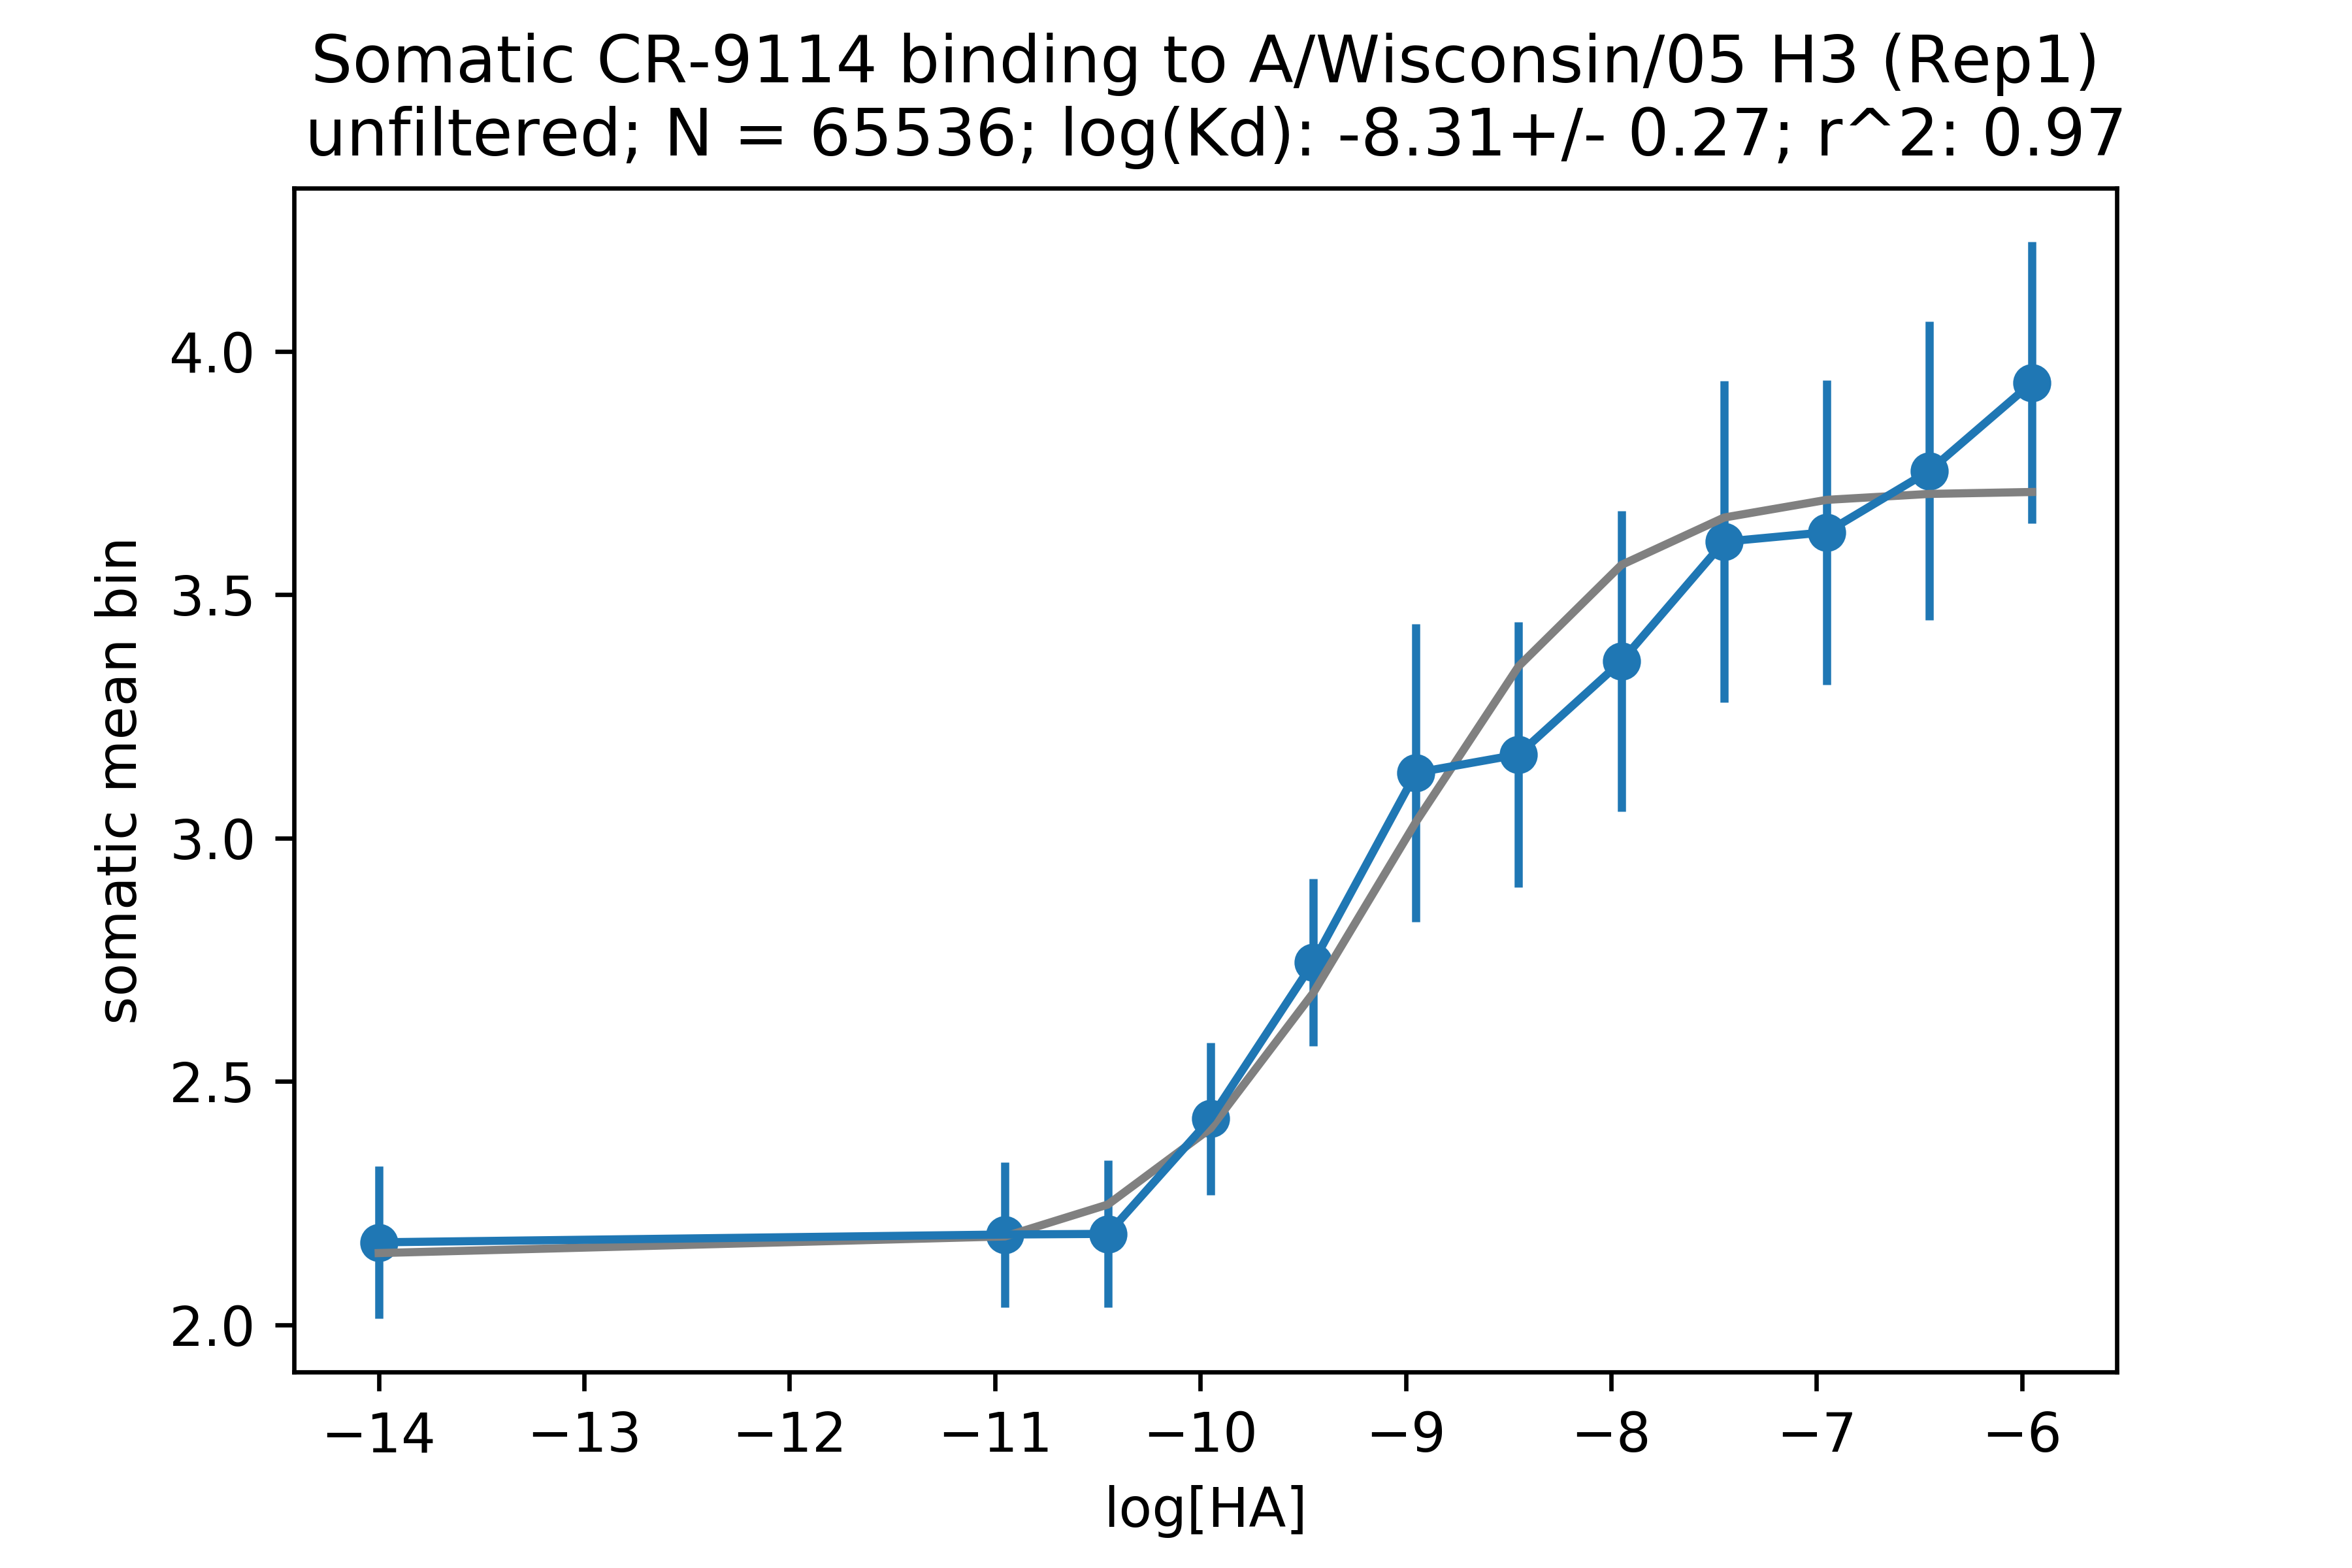 Somatic CR-9114 binding to A/Wisconsin/05 H3 (Rep1)
unfiltered; N = 65536; log(Kd): -8.31+/- 0.27; r^2: 0.97
somatic mean bin
4.0
3.5
3.0
2.5
2.0
−14 −13 −12 −11 −10 −9 −8 −7 −6
log[HA]